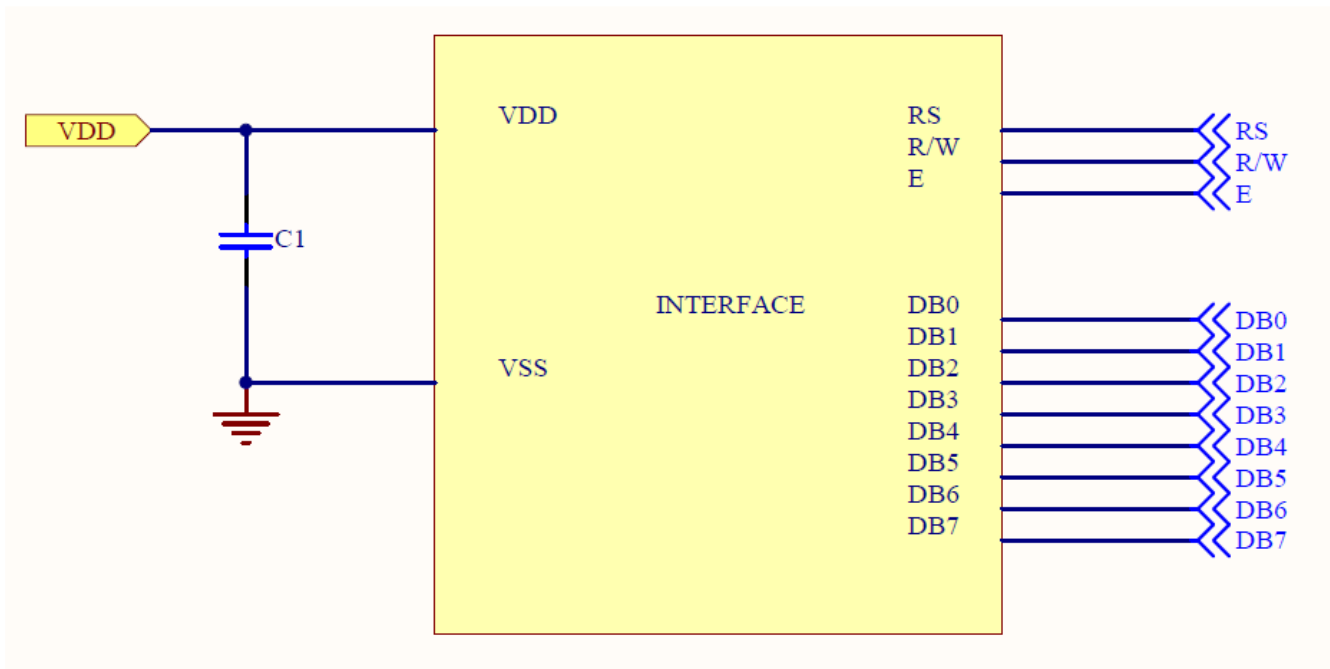 VDD
C1
VDD
VSS
INTERFACE
RS
R/W
E
DB0
DB1
DB2
DB3
DB4
DB5
DB6
DB7
RS
R/W
E
DB0
DB1
DB2
DB3
DB4
DB5
DB6
DB7